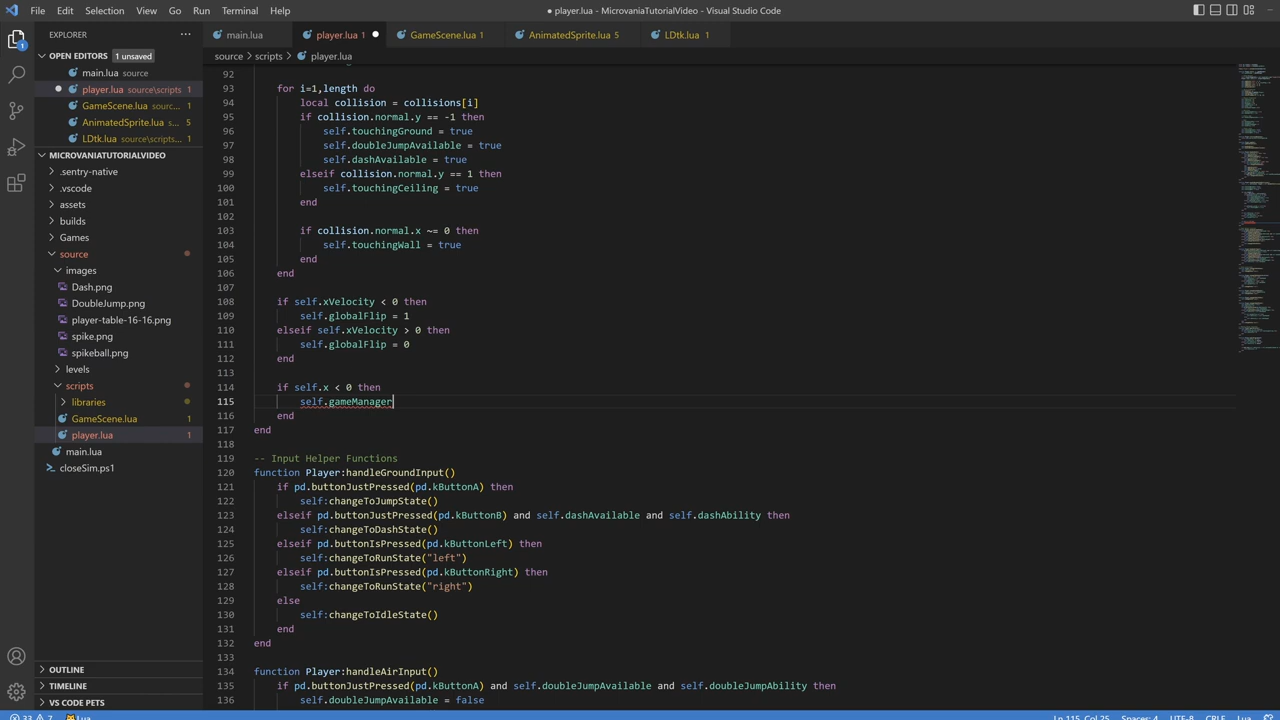 File Edit Selection View Go Run Terminal Help
● player.lua - MicrovaniaTutorialVideo - Visual Studio Code
EXPLORER ···
main.lua player.lua 1 ● GameScene.lua 1 AnimatedSprite.lua 5 LDtk.lua 1
source > scripts > player.lua
OPEN EDITORS 1 unsaved
main.lua source
● player.lua source\scripts 1
GameScene.lua sourc... 1
AnimatedSprite.lua ... 5
LDtk.lua source\scripts... 1
MICROVANIATUTORIALVIDEO
.sentry-native
.vscode
assets
builds
Games
source
images
Dash.png
DoubleJump.png
player-table-16-16.png
spike.png
spikeball.png
levels
scripts
libraries
GameScene.lua 1
player.lua 1
main.lua
closeSim.ps1
OUTLINE
TIMELINE
VS CODE PETS
92
93 for i=1,length do
94 local collision = collisions[i]
95 if collision.normal.y == -1 then
96 self.touchingGround = true
97 self.doubleJumpAvailable = true
98 self.dashAvailable = true
99 elseif collision.normal.y == 1 then
100 self.touchingCeiling = true
101 end
102
103 if collision.normal.x ~= 0 then
104 self.touchingWall = true
105 end
106 end
107
108 if self.xVelocity < 0 then
109 self.globalFlip = 1
110 elseif self.xVelocity > 0 then
111 self.globalFlip = 0
112 end
113
114 if self.x < 0 then
115 self.gameManager
116 end
117 end
118
119 -- Input Helper Functions
120 function Player:handleGroundInput()
121 if pd.buttonJustPressed(pd.kButtonA) then
122 self:changeToJumpState()
123 elseif pd.buttonJustPressed(pd.kButtonB) and self.dashAvailable and self.dashAbility then
124 self:changeToDashState()
125 elseif pd.buttonIsPressed(pd.kButtonLeft) then
126 self:changeToRunState("left")
127 elseif pd.buttonIsPressed(pd.kButtonRight) then
128 self:changeToRunState("right")
129 else
130 self:changeToIdleState()
131 end
132 end
133
134 function Player:handleAirInput()
135 if pd.buttonJustPressed(pd.kButtonA) and self.doubleJumpAvailable and self.doubleJumpAbility then
136 self.doubleJumpAvailable = false
33 7 Lua Ln 115, Col 25 Spaces: 4 UTF-8 CRLF Lua